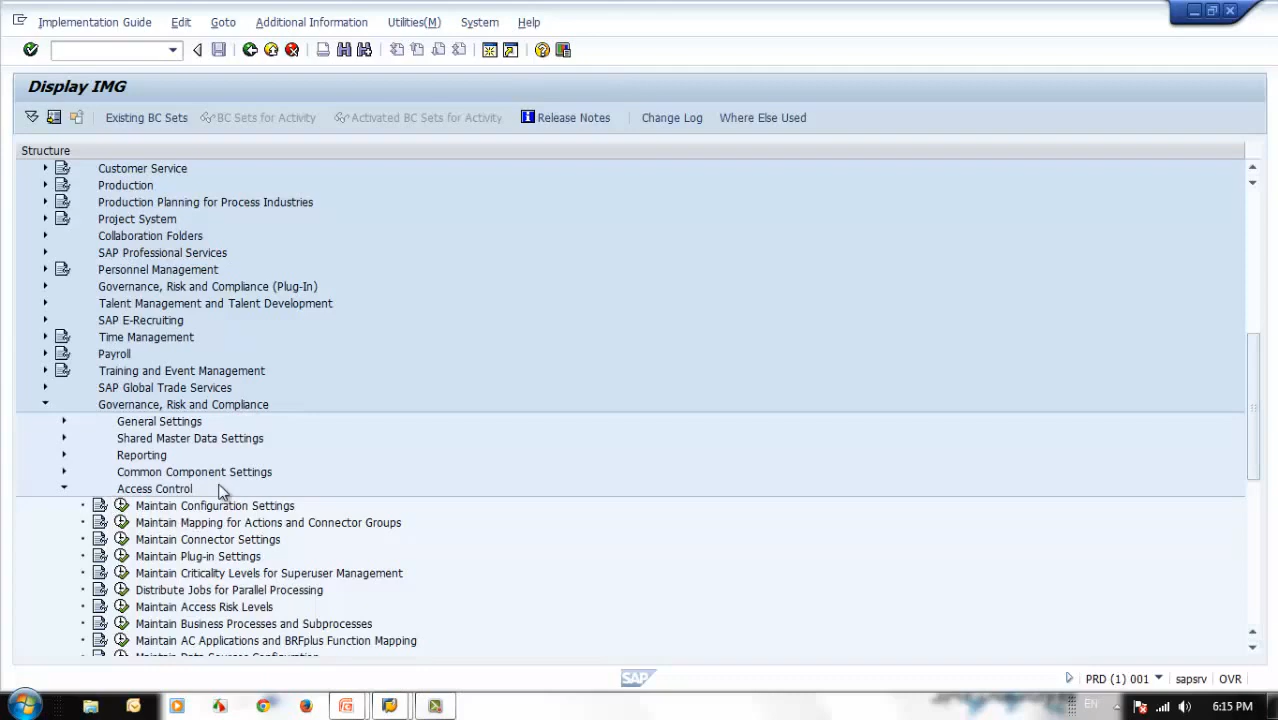 Implementation Guide Edit Goto Additional Information Utilities(M) System Help
Display IMG
Existing BC Sets BC Sets for Activity Activated BC Sets for Activity Release Notes Change Log Where Else Used
Structure
Customer Service
Production
Production Planning for Process Industries
Project System
Collaboration Folders
SAP Professional Services
Personnel Management
Governance, Risk and Compliance (Plug-In)
Talent Management and Talent Development
SAP E-Recruiting
Time Management
Payroll
Training and Event Management
SAP Global Trade Services
Governance, Risk and Compliance
General Settings
Shared Master Data Settings
Reporting
Common Component Settings
Access Control
Maintain Configuration Settings
Maintain Mapping for Actions and Connector Groups
Maintain Connector Settings
Maintain Plug-in Settings
Maintain Criticality Levels for Superuser Management
Distribute Jobs for Parallel Processing
Maintain Access Risk Levels
Maintain Business Processes and Subprocesses
Maintain AC Applications and BRFplus Function Mapping
Maintain Data Sources Configuration
SAP PRD (1) 001 sapsrv OVR
EN 6:15 PM